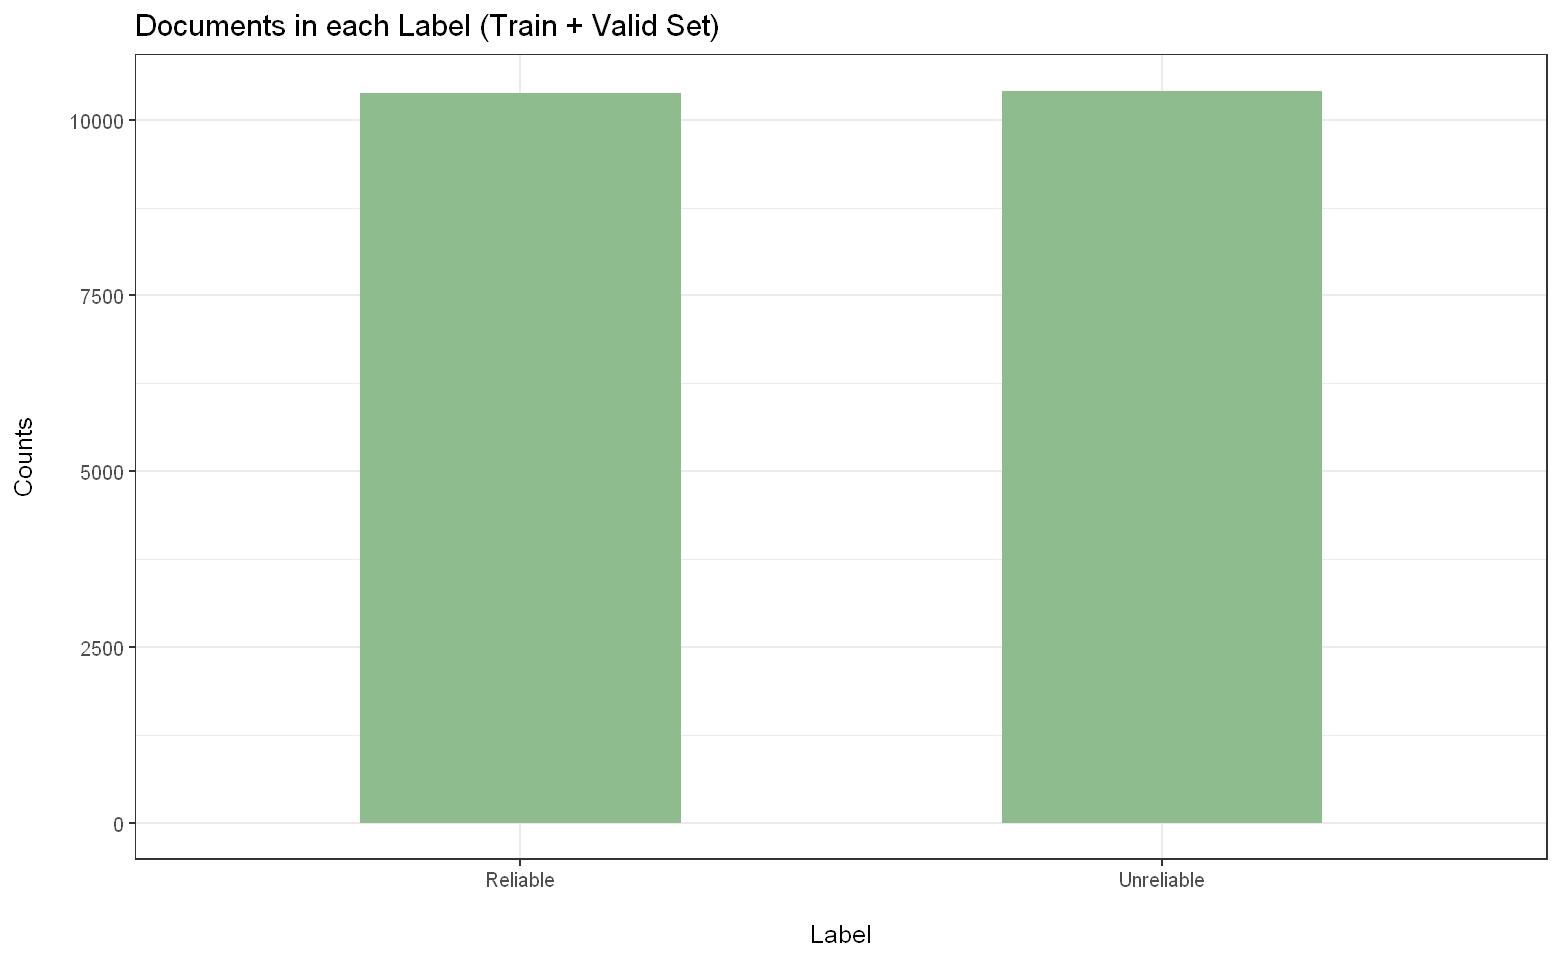 Documents in each Label (Train + Valid Set)
10000
7500
5000
2500
0
Counts
Reliable
Unreliable
Label